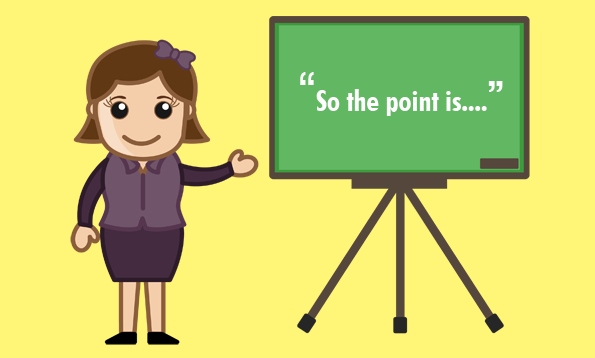 “So the point is....”